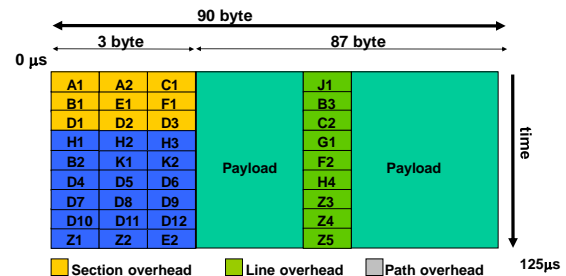 90 byte
3 byte 87 byte
0 µs
A1 A2 C1 J1
B1 E1 F1 B3
D1 D2 D3 C2
H1 H2 H3 G1
B2 K1 K2 F2
Payload Payload
D4 D5 D6 H4
D7 D8 D9 Z3
D10 D11 D12 Z4
Z1 Z2 E2 Z5
time
125µs
Section overhead Line overhead Path overhead